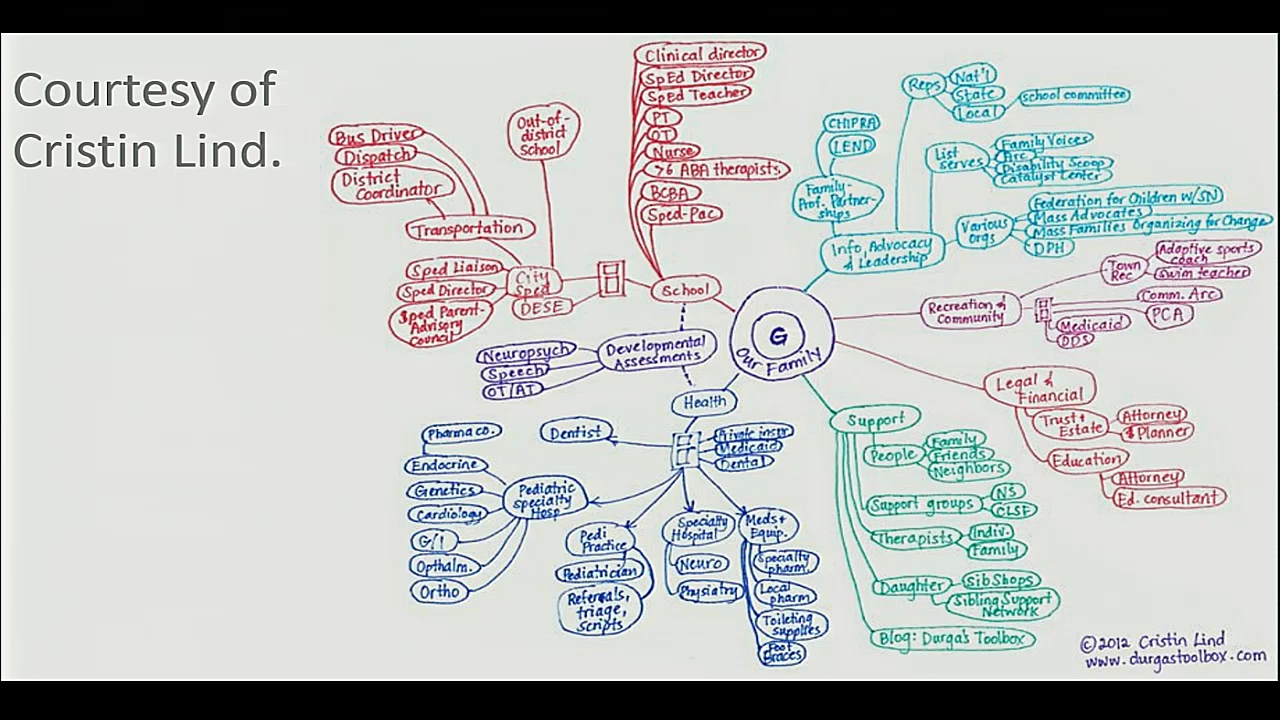 Courtesy of
Cristin Lind.
Clinical director
SpEd Director
SpEd Teacher
PT
OT
Nurse
>6 ABA therapists
BCBA
Sped-Pac
School
Out-of-
district
School
Bus Driver
Dispatch
District
Coordinator
Transportation
Sped Liaison
Sped Director
Sped Parent-
Advisory
Council
City
Sped
DESE
Neuropsych
Speech
OT/AT
Developmental
Assessments
G
Our Family
CHIPRA
LEND
Family-
Prof. Partner-
ships
Info, Advocacy
& Leadership
Reps
Nat'l
State
Local
school committee
List
serves
Family Voices
Arc
Disability Scoop
Catalyst Center
Various
orgs
Federation for Children w/SN
Mass Advocates
Mass Families Organizing for Change
DPH
Recreation &
Community
Town
Rec
Adaptive sports
coach
Swim teacher
Comm. Arc
PCA
Medicaid
DDS
Legal &
Financial
Trust +
Estate
Attorney
$ Planner
Education
Attorney
Ed. consultant
Support
People
Family
Friends
Neighbors
Support groups
NS
CLSF
Therapists
Indiv.
Family
Daughter
SibShops
Sibling Support
Network
Blog: Durga's Toolbox
Health
Dentist
Private insur
Medicaid
Dental
Pharma co.
Endocrine
Genetics
Cardiology
G/I
Opthalm.
Ortho
Pediatric
specialty
Hosp
Pedi
Practice
Pediatrician
Referrals,
triage,
scripts
Specialty
Hospital
Neuro
Physiatry
Meds +
Equip.
Specialty
pharm.
Local
pharm
Toileting
supplies
Foot
Braces
©2012 Cristin Lind
www.durgastoolbox.com